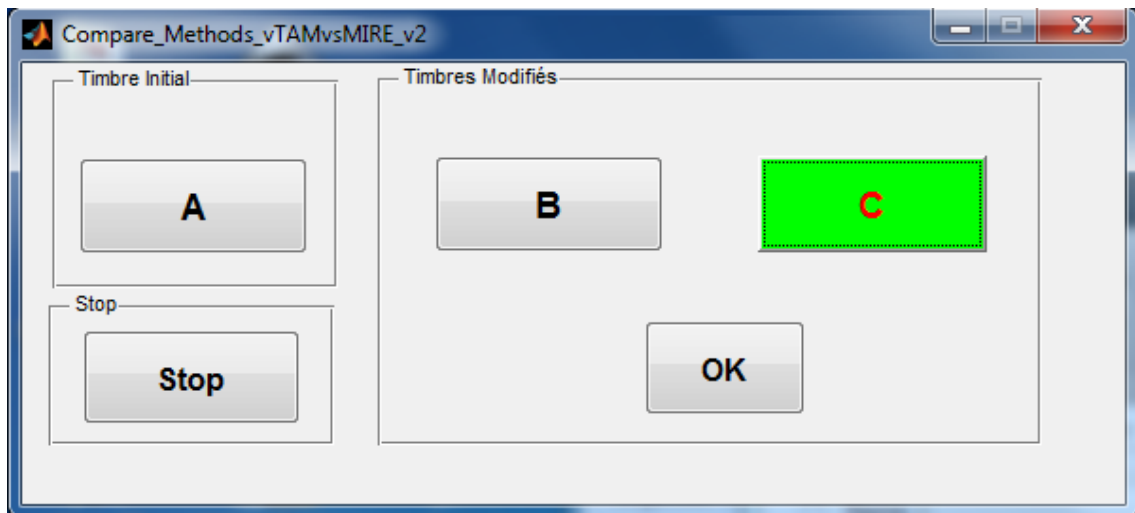 Compare_Methods_vTAMvsMIRE_v2
Timbre Initial
A
Stop
Stop
Timbres Modifiés
B
C
OK